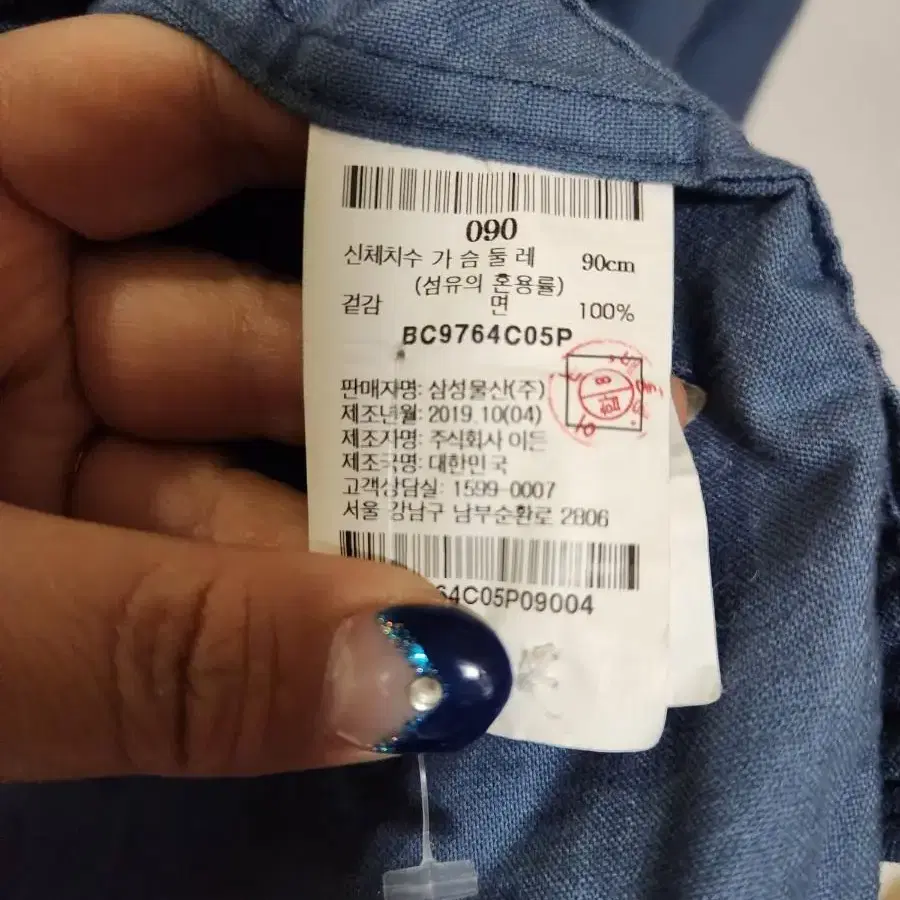 090
신체치수 가 슴 둘 레 90cm
(섬유의 혼용률)
겉감 면 100%
BC9764C05P
판매자명: 삼성물산(주)
제조년월: 2019.10(04)
제조자명: 주식회사 이든
제조국명: 대한민국
고객상담실: 1599-0007
서울 강남구 남부순환로 2806
64C05P09004